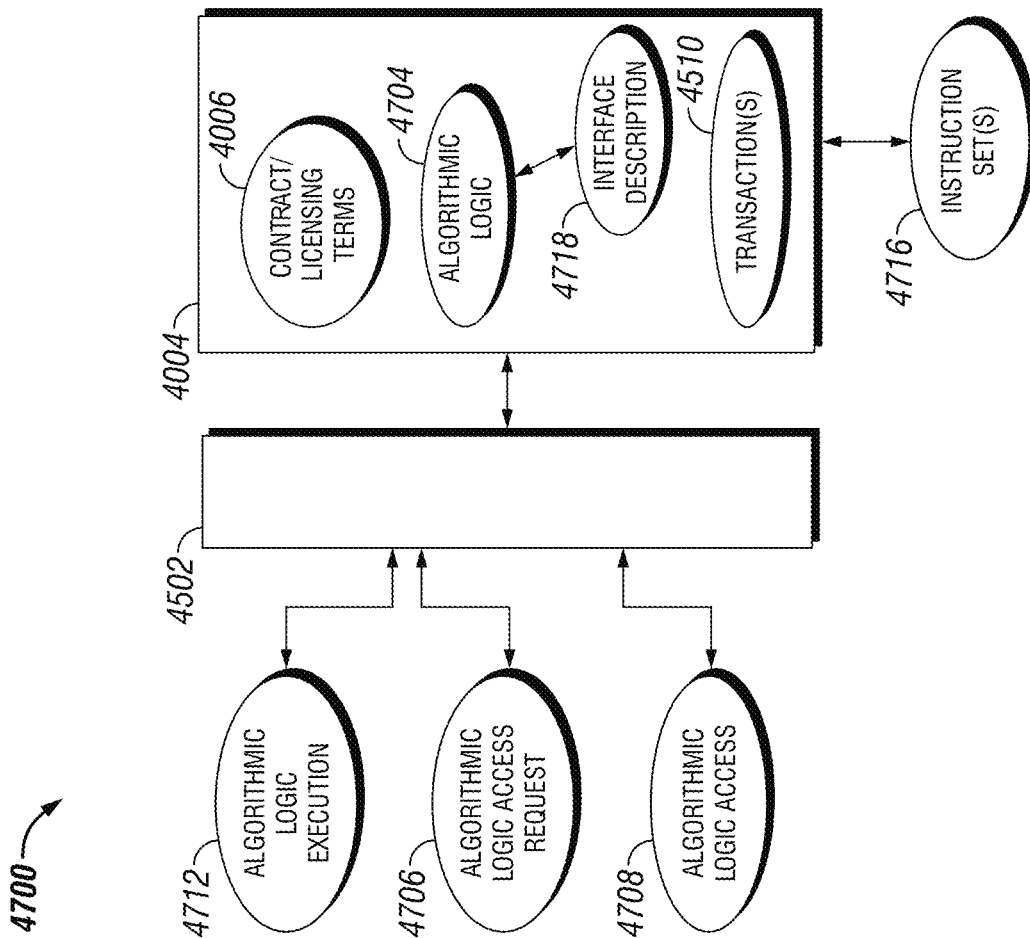 4700
4712
ALGORITHMIC
LOGIC
EXECUTION
4706
ALGORITHMIC
LOGIC ACCESS
REQUEST
4708
ALGORITHMIC
LOGIC ACCESS
4502
4004
4006
CONTRACT/
LICENSING
TERMS
4704
ALGORITHMIC
LOGIC
4718
INTERFACE
DESCRIPTION
4510
TRANSACTION(S)
4716
INSTRUCTION
SET(S)